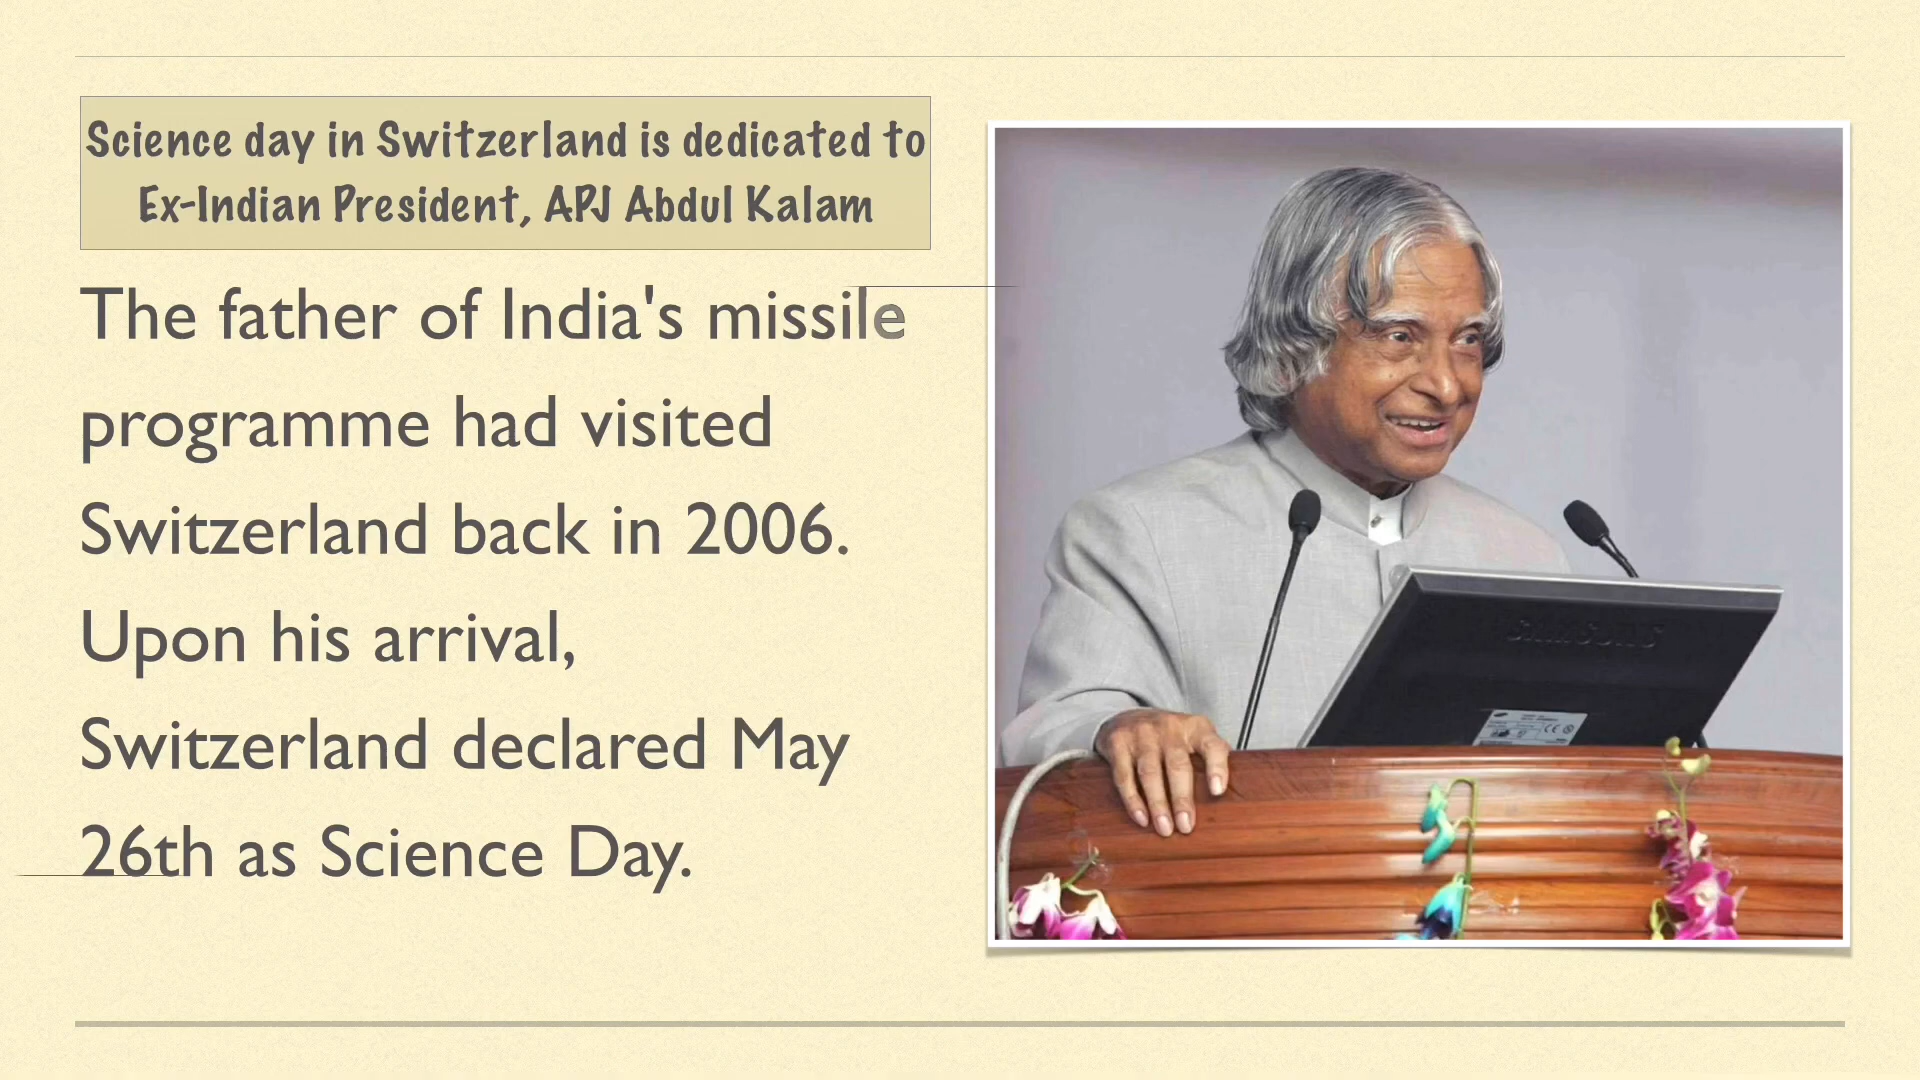 Science day in Switzerland is dedicated to
Ex-Indian President, APJ Abdul Kalam
The father of India's missile
programme had visited
Switzerland back in 2006.
Upon his arrival,
Switzerland declared May
26th as Science Day.
SAMSUNG